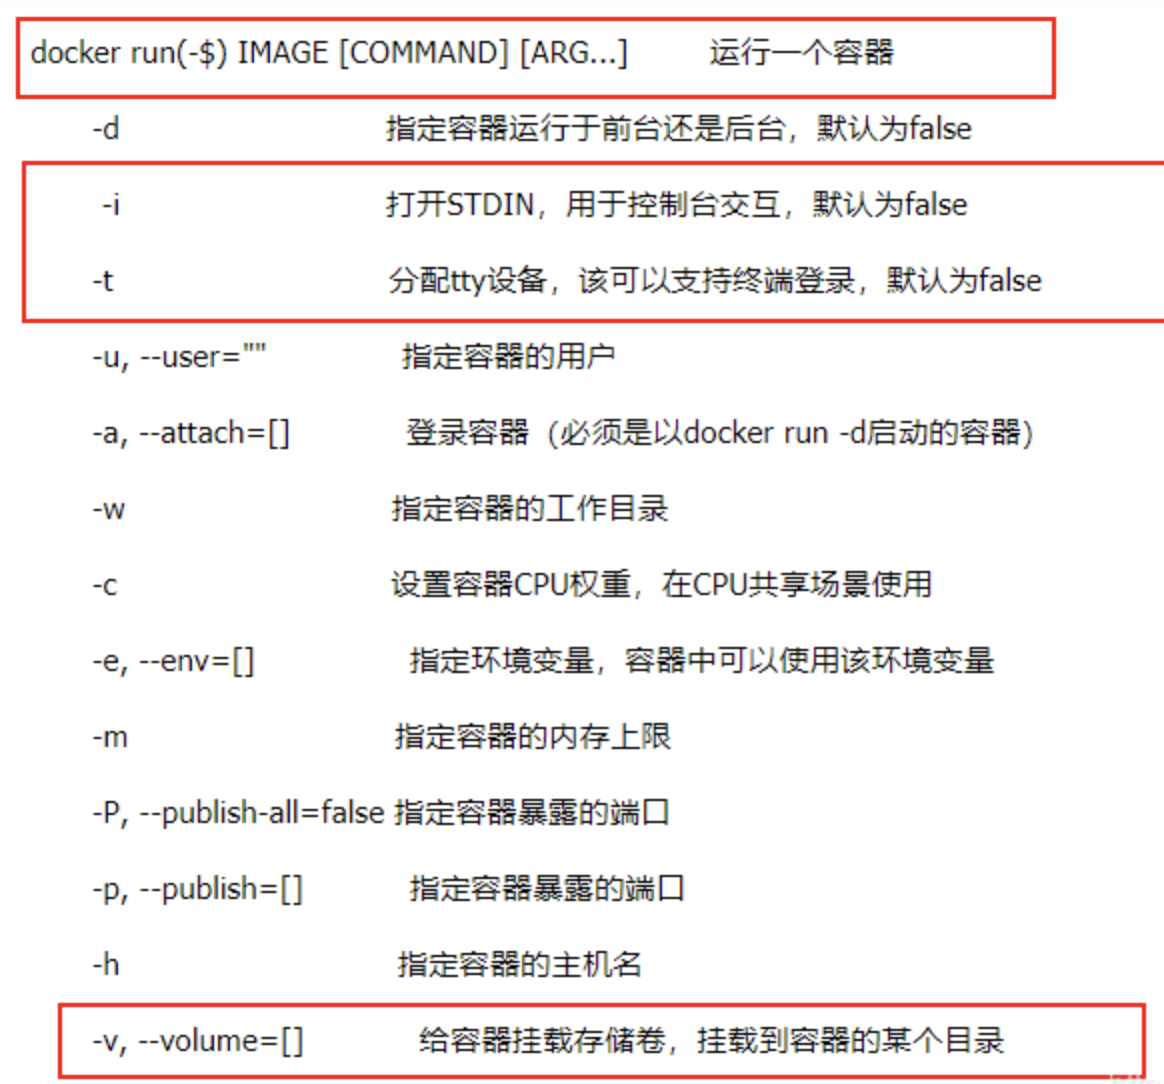 docker run(-$) IMAGE [COMMAND] [ARG...] 运行一个容器
-d 指定容器运行于前台还是后台，默认为false
-i 打开STDIN，用于控制台交互，默认为false
-t 分配tty设备，该可以支持终端登录，默认为false
-u, --user="" 指定容器的用户
-a, --attach=[] 登录容器（必须是以docker run -d启动的容器）
-w 指定容器的工作目录
-c 设置容器CPU权重，在CPU共享场景使用
-e, --env=[] 指定环境变量，容器中可以使用该环境变量
-m 指定容器的内存上限
-P, --publish-all=false 指定容器暴露的端口
-p, --publish=[] 指定容器暴露的端口
-h 指定容器的主机名
-v, --volume=[] 给容器挂载存储卷，挂载到容器的某个目录